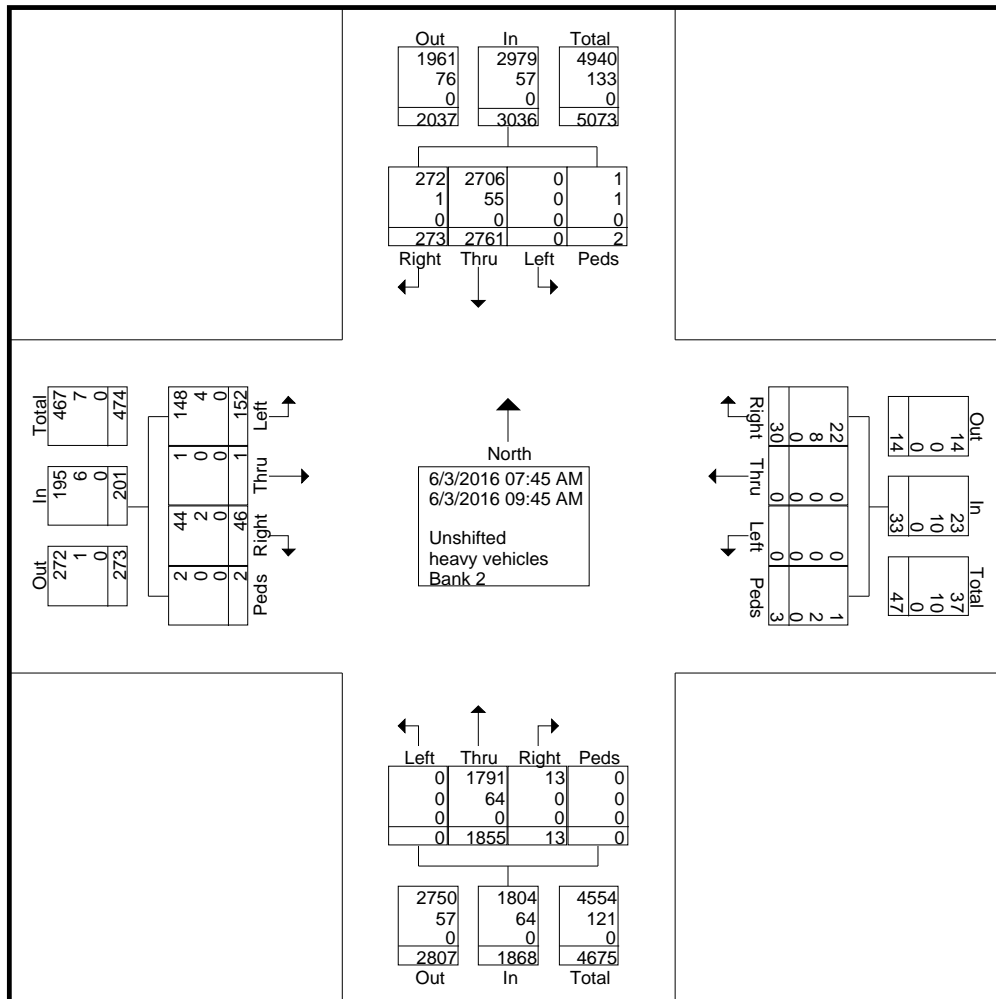 Out In Total
1961 2979 4940
76 57 133
0 0 0
2037 3036 5073
272 2706 0 1
1 55 0 1
0 0 0 0
273 2761 0 2
Right Thru Left Peds
Total
467
7
0
474
In
195
6
0
201
Out
272
1
0
273
148
4
0
152
Left
1
0
0
1
Thru
44
2
0
46
Right
2
0
0
2
Peds
North
6/3/2016 07:45 AM
6/3/2016 09:45 AM
Unshifted
heavy vehicles
Bank 2
Right
22
8
0
30
Thru
0
0
0
0
Left
0
0
0
0
Peds
1
2
0
3
Out
14
0
0
14
In
23
10
0
33
Total
37
10
0
47
Left Thru Right Peds
0 1791 13 0
0 64 0 0
0 0 0 0
0 1855 13 0
2750 1804 4554
57 64 121
0 0 0
2807 1868 4675
Out In Total